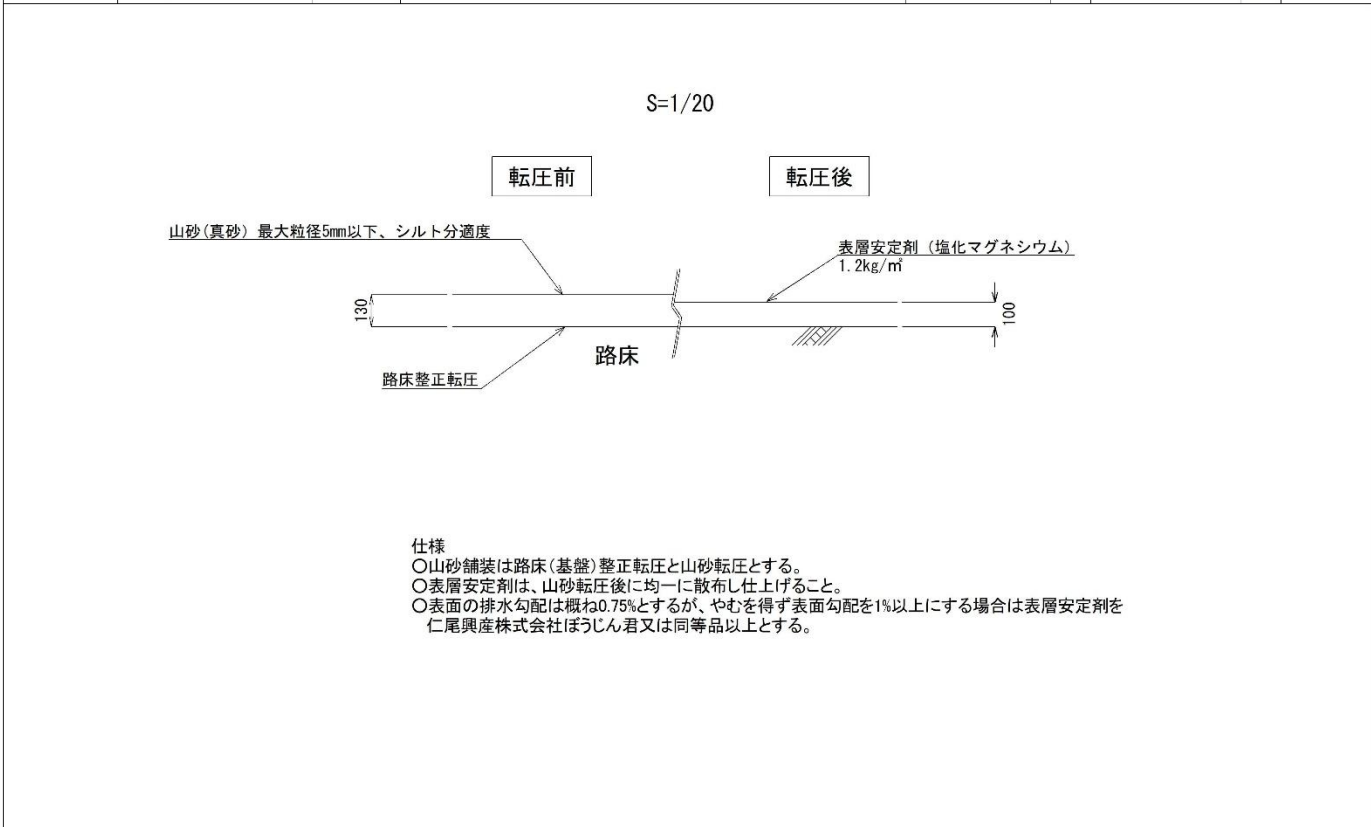 S=1/20
転圧前
転圧後
山砂(真砂) 最大粒径5mm以下、シルト分適度
表層安定剤 (塩化マグネシウム)
1.2kg/㎡
130
100
路床
路床整正転圧
仕様
○山砂舗装は路床(基盤)整正転圧と山砂転圧とする。
○表層安定剤は、山砂転圧後に均一に散布し仕上げること。
○表面の排水勾配は概ね0.75%とするが、やむを得ず表面勾配を1%以上にする場合は表層安定剤を
仁尾興産株式会社ぼうじん君又は同等品以上とする。